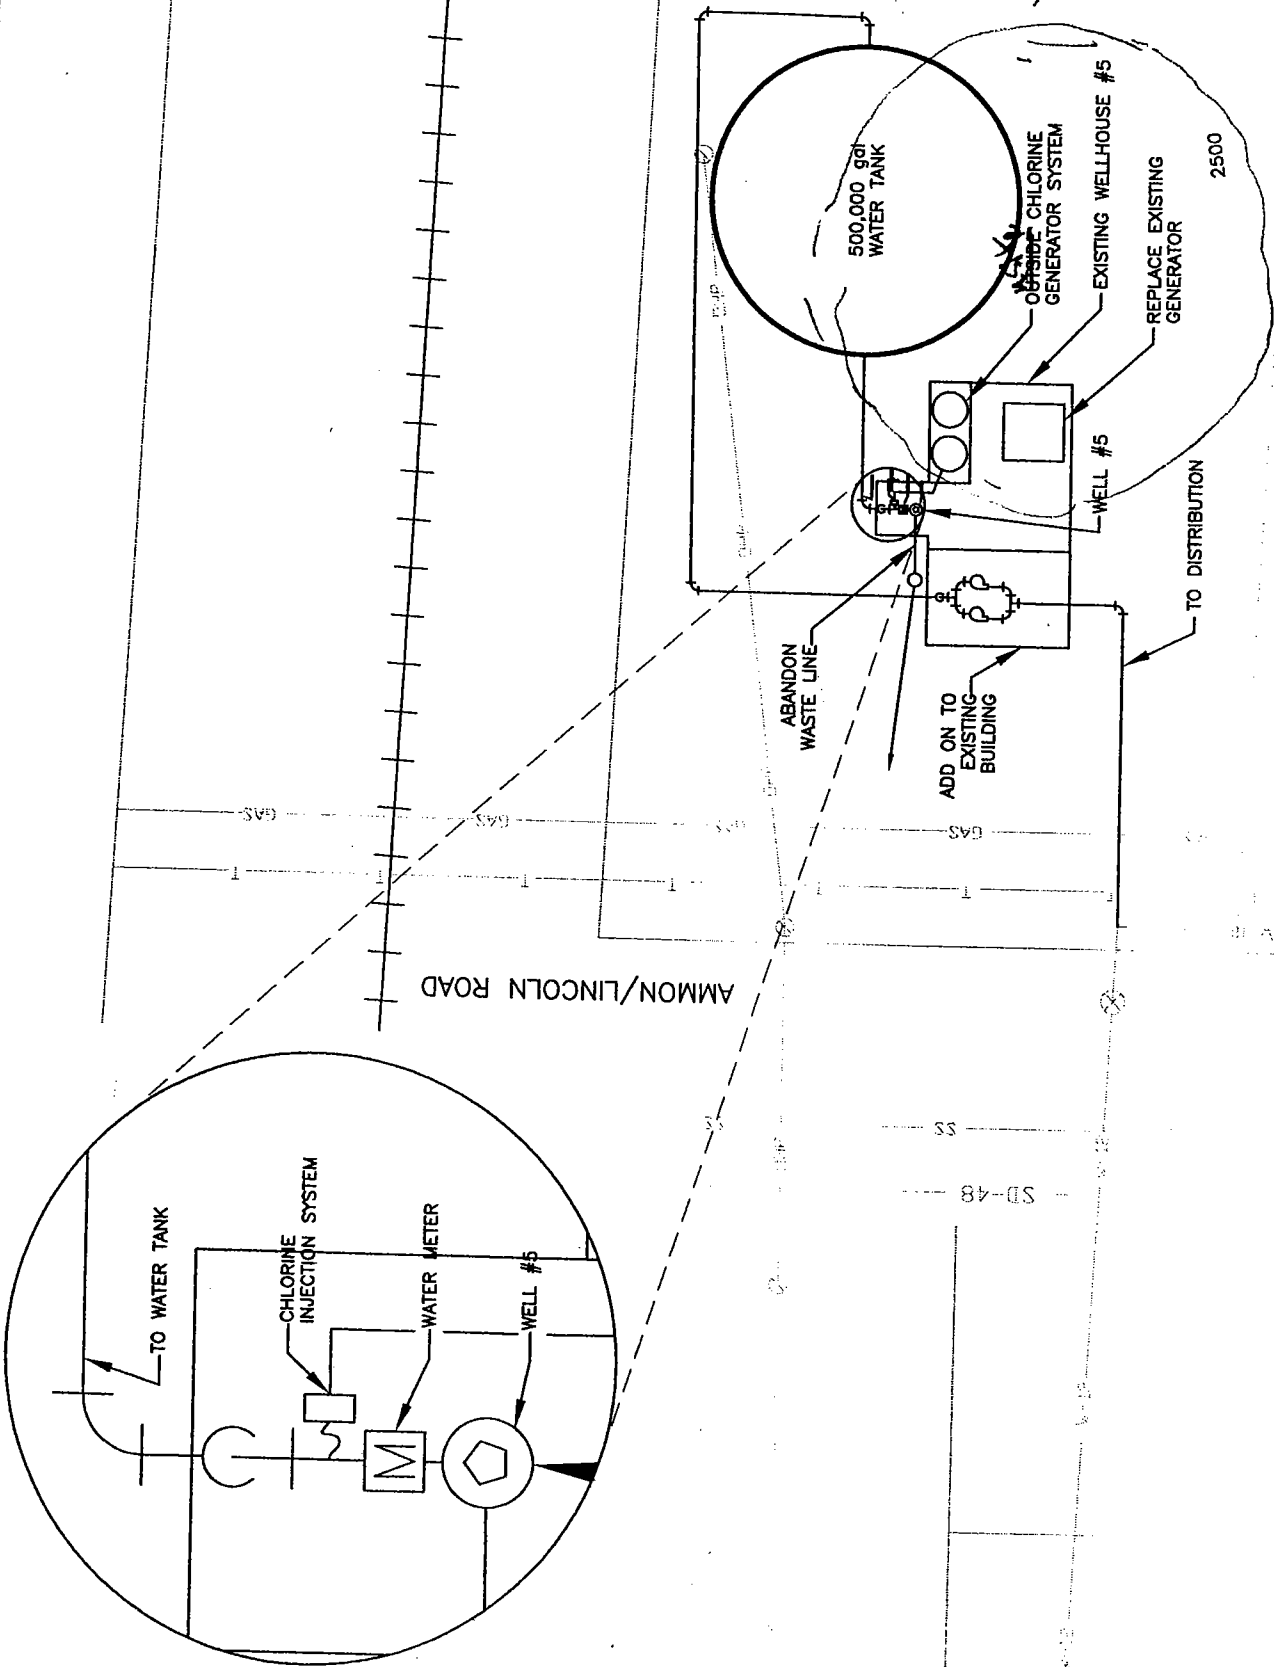 500,000 gal
WATER TANK
OUTSIDE CHLORINE
GENERATOR SYSTEM
EXISTING WELLHOUSE #5
REPLACE EXISTING
GENERATOR
2500
WELL #5
TO DISTRIBUTION
ABANDON
WASTE LINE
ADD ON TO
EXISTING
BUILDING
GAS
GAS
GAS
T
T
T
T
T
T
AMMON/LINCOLN ROAD
SS
SD-48
TO WATER TANK
CHLORINE
INJECTION SYSTEM
WATER METER
M
WELL #5